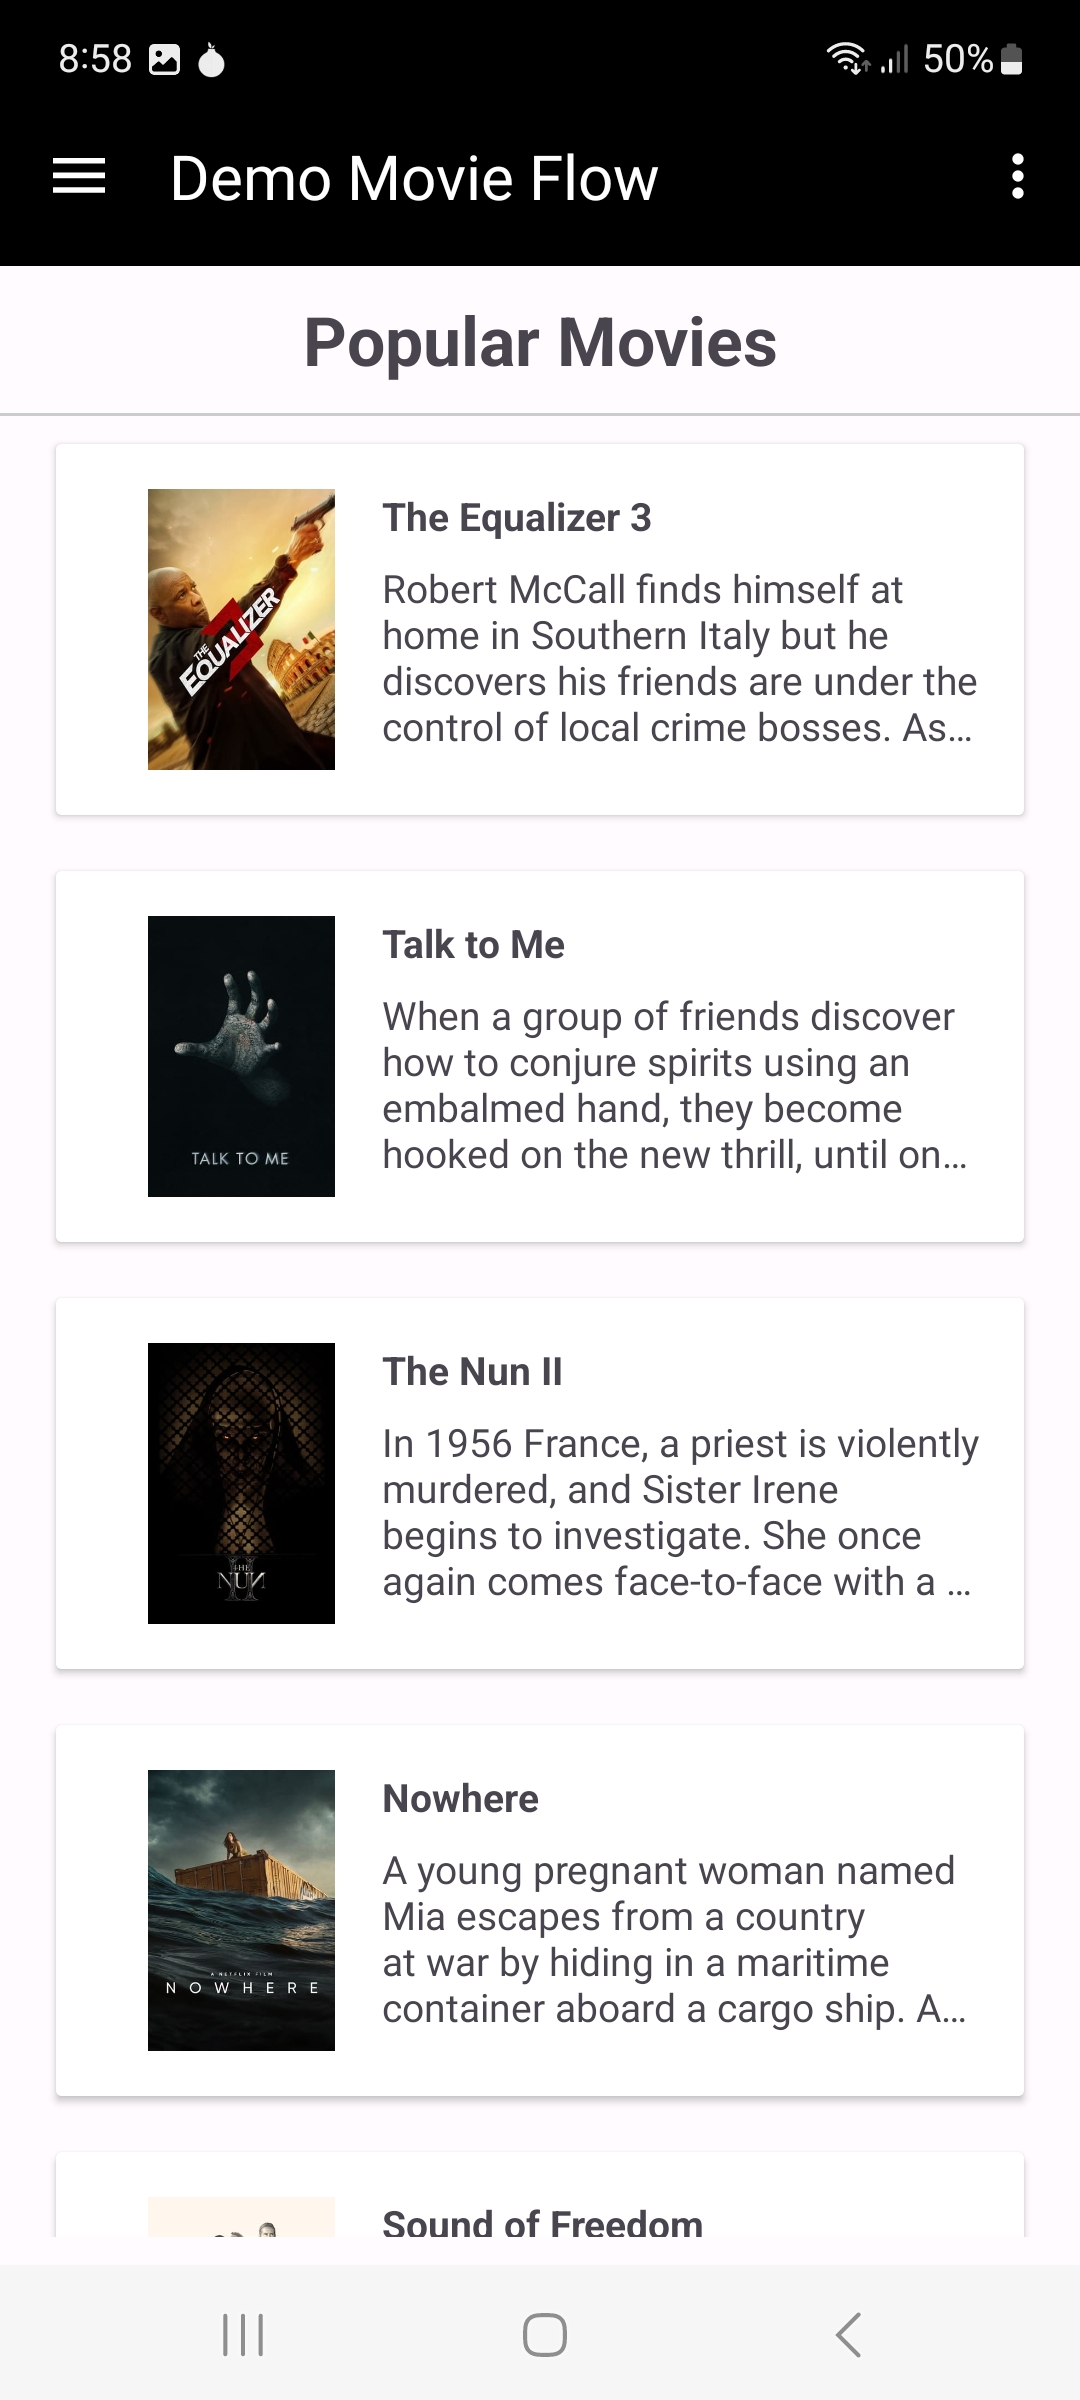 8:58
50%
Demo Movie Flow
Popular Movies
THE
EQUALIZER
3
The Equalizer 3
Robert McCall finds himself at
home in Southern Italy but he
discovers his friends are under the
control of local crime bosses. As...
TALK TO ME
Talk to Me
When a group of friends discover
how to conjure spirits using an
embalmed hand, they become
hooked on the new thrill, until on...
THE
NUN
II
The Nun II
In 1956 France, a priest is violently
murdered, and Sister Irene
begins to investigate. She once
again comes face-to-face with a ...
A NETFLIX FILM
NOWHERE
Nowhere
A young pregnant woman named
Mia escapes from a country
at war by hiding in a maritime
container aboard a cargo ship. A...
Sound of Freedom